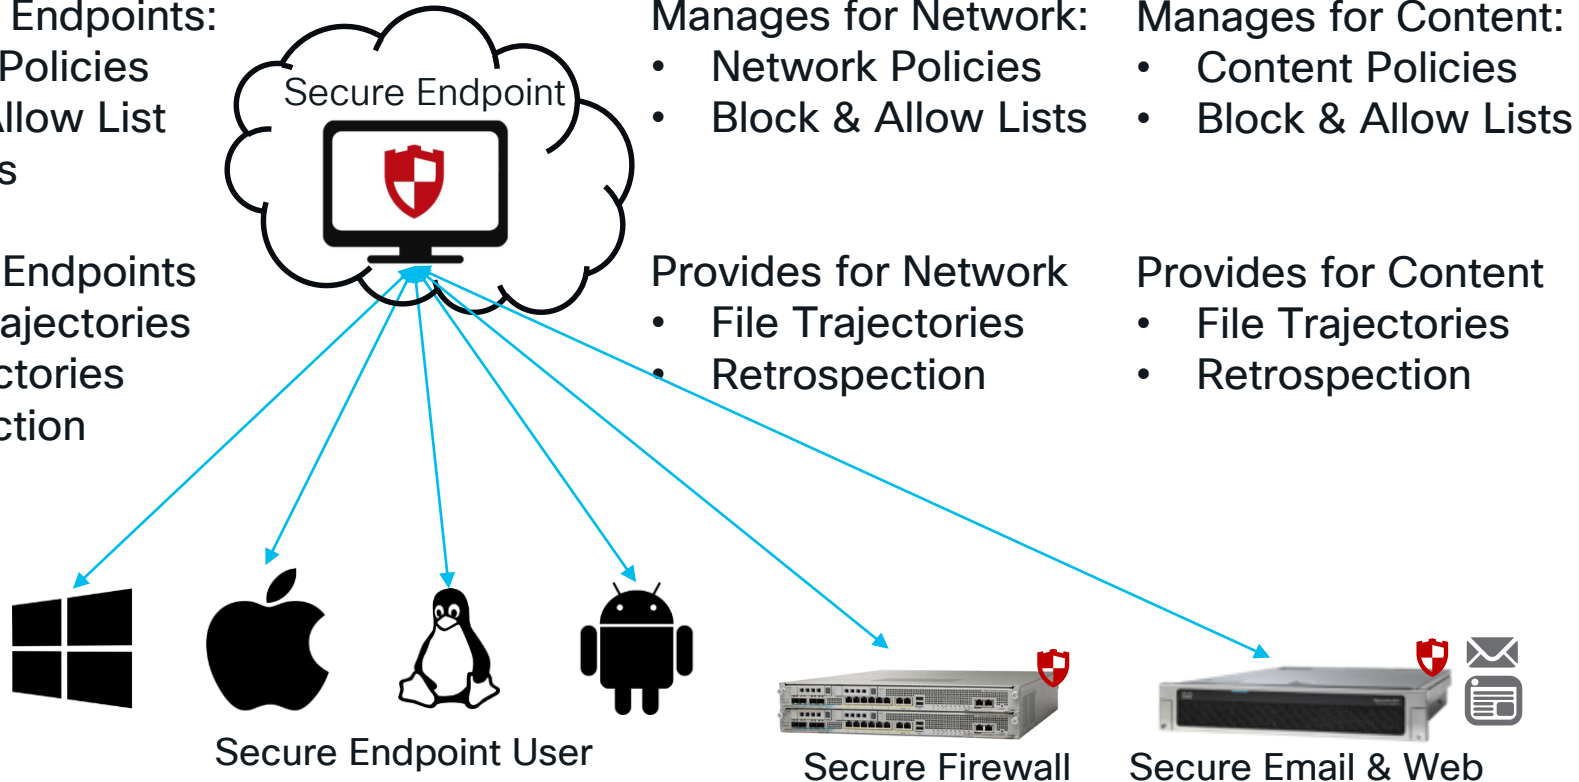 Endpoints:
Policies
llow List
s
Endpoints
ajectories
ctories
ction
Secure Endpoint
Manages for Network:
• Network Policies
• Block & Allow Lists
Provides for Network
• File Trajectories
• Retrospection
Manages for Content:
• Content Policies
• Block & Allow Lists
Provides for Content
• File Trajectories
• Retrospection
Secure Endpoint User
Secure Firewall
Secure Email & Web